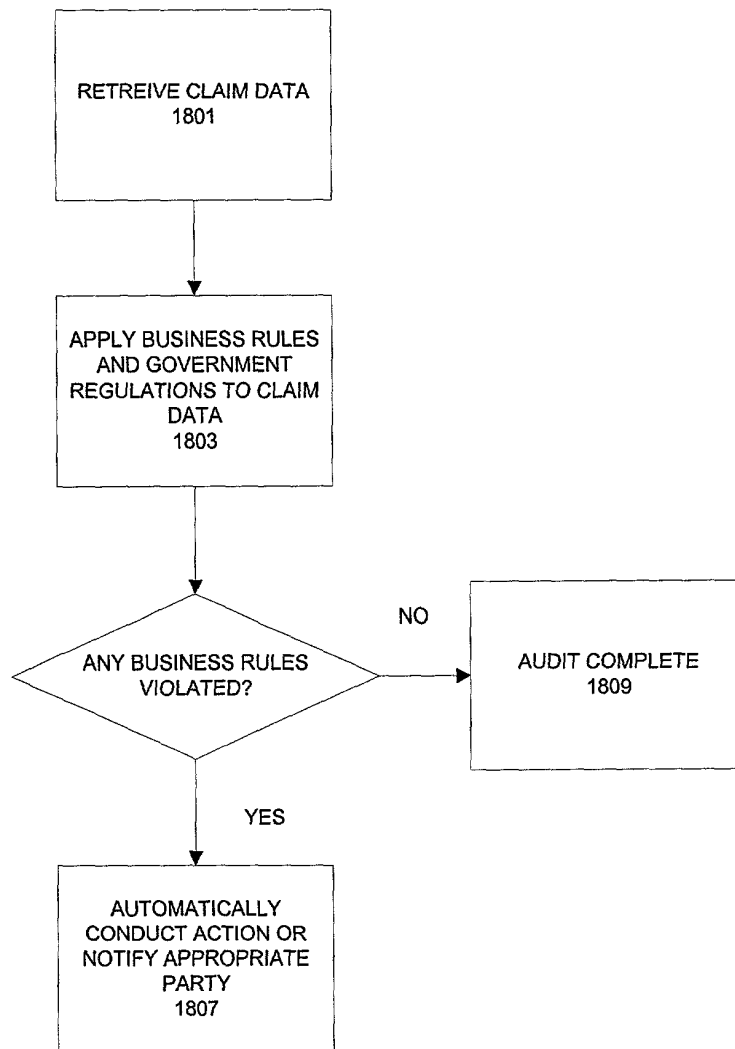 RETREIVE CLAIM DATA
1801
APPLY BUSINESS RULES
AND GOVERNMENT
REGULATIONS TO CLAIM
DATA
1803
ANY BUSINESS RULES
VIOLATED?
NO
AUDIT COMPLETE
1809
YES
AUTOMATICALLY
CONDUCT ACTION OR
NOTIFY APPROPRIATE
PARTY
1807